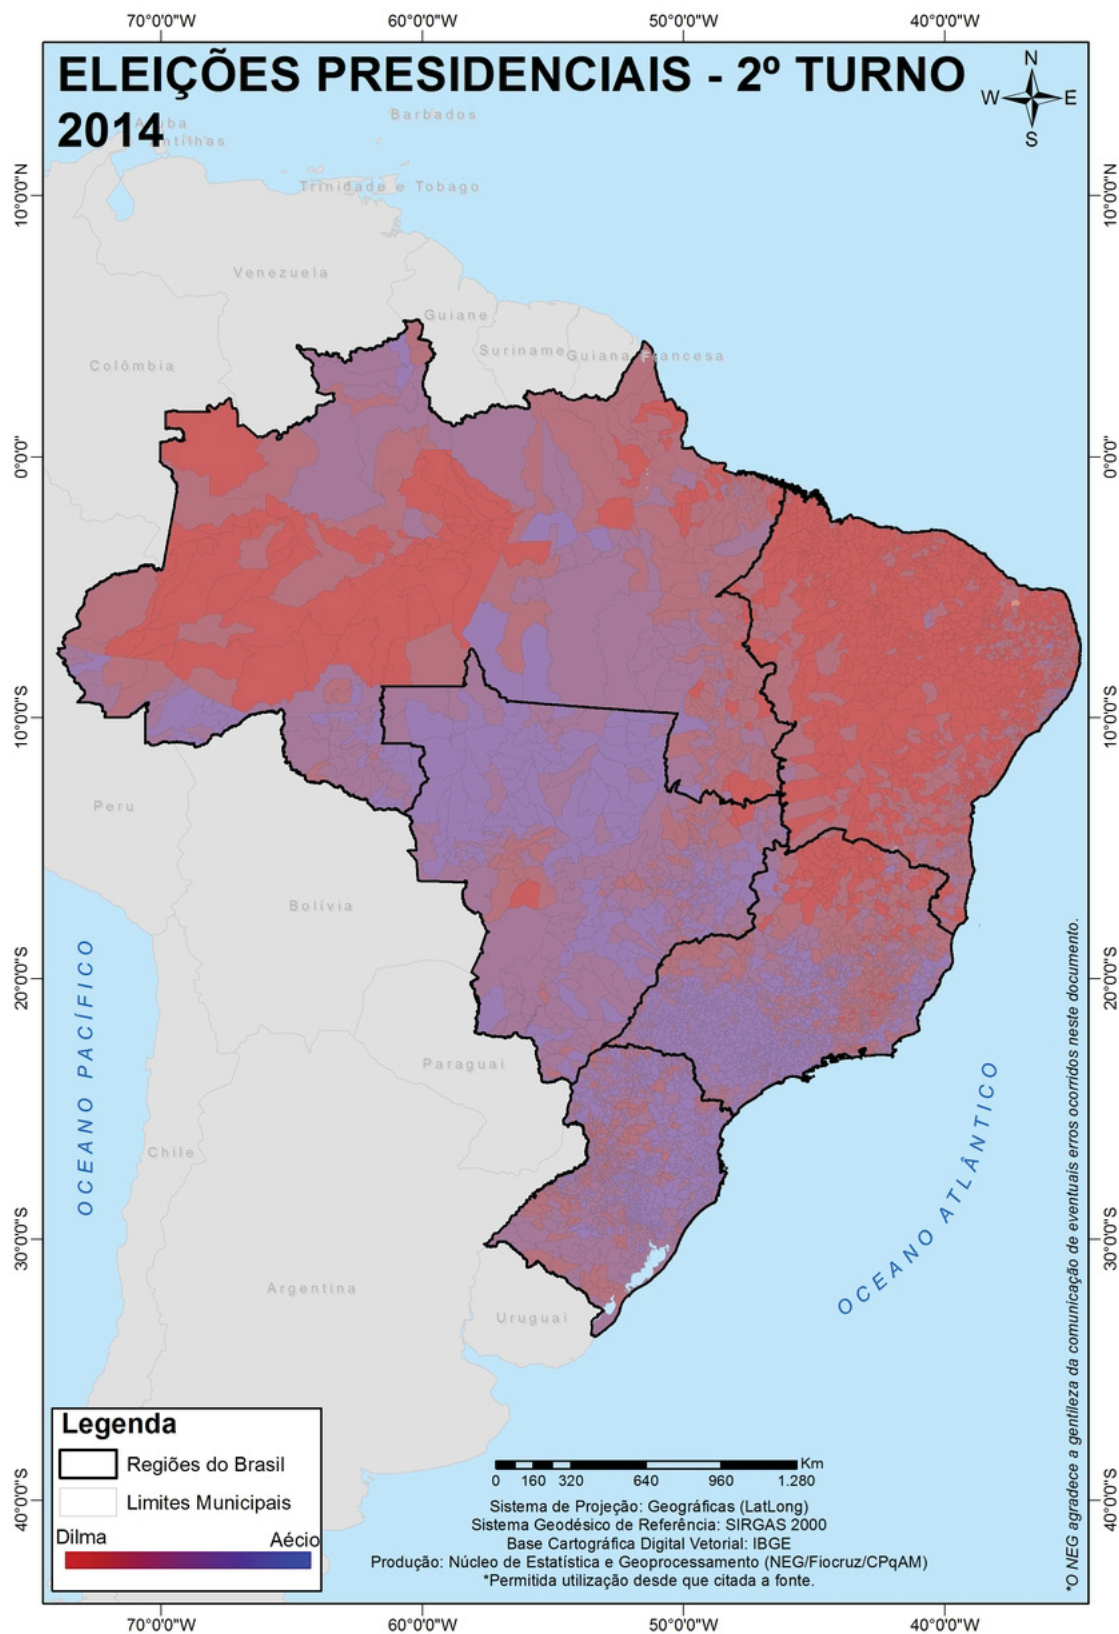 70°0'0"W 60°0'0"W 50°0'0"W 40°0'0"W
ELEIÇÕES PRESIDENCIAIS - 2º TURNO
2014
N
W E
S
Barbados
Trinidade e Tobago
10°0'0"N
10°0'0"N
Venezuela
Guiane
Suriname
Guiana Francesa
Colômbia
0°0'0"
0°0'0"
10°0'0"S
10°0'0"S
Peru
Bolívia
OCEANO PACÍFICO
20°0'0"S
20°0'0"S
Paraguai
Chile
OCEANO ATLÂNTICO
30°0'0"S
30°0'0"S
Argentina
Uruguai
*O NEG agradece a gentileza da comunicação de eventuais erros ocorridos neste documento.
Legenda
Regiões do Brasil
Limites Municipais
Dilma Aécio
Km
0 160 320 640 960 1.280
40°0'0"S
40°0'0"S
Sistema de Projeção: Geográficas (LatLong)
Sistema Geodésico de Referência: SIRGAS 2000
Base Cartográfica Digital Vetorial: IBGE
Produção: Núcleo de Estatística e Geoprocessamento (NEG/Fiocruz/CPqAM)
*Permitida utilização desde que citada a fonte.
70°0'0"W 60°0'0"W 50°0'0"W 40°0'0"W